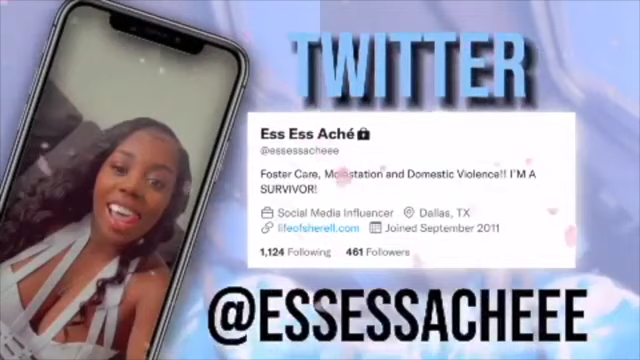 TWITTER
Ess Ess Aché
@essessacheee
Foster Care, Molestation and Domestic Violence!! I'M A
SURVIVOR!
Social Media Influencer Dallas, TX
lifeofsherell.com Joined September 2011
1,124 Following 461 Followers
@ESSESSACHEEE